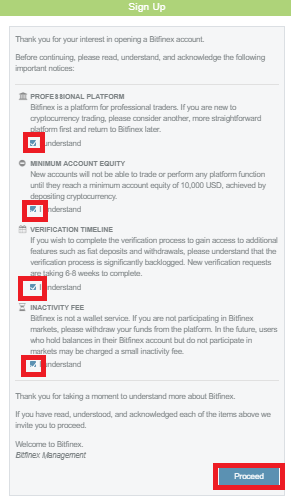 Sign Up
Thank you for your interest in opening a Bitfinex account.
Before continuing, please read, understand, and acknowledge the following
important notices:
PROFESSIONAL PLATFORM
Bitfinex is a platform for professional traders. If you are new to
cryptocurrency trading, please consider another, more straightforward
platform first and return to Bitfinex later.
understand
MINIMUM ACCOUNT EQUITY
New accounts will not be able to trade or perform any platform function
until they reach a minimum account equity of 10,000 USD, achieved by
depositing cryptocurrency.
I understand
VERIFICATION TIMELINE
If you wish to complete the verification process to gain access to additional
features such as fiat deposits and withdrawals, please understand that the
verification process is significantly backlogged. New verification requests
are taking 6-8 weeks to complete.
I understand
INACTIVITY FEE
Bitfinex is not a wallet service. If you are not participating in Bitfinex
markets, please withdraw your funds from the platform. In the future, users
who hold balances in their Bitfinex account but do not participate in
markets may be charged a small inactivity fee.
I understand
Thank you for taking a moment to understand more about Bitfinex.
If you have read, understood, and acknowledged each of the items above we
invite you to proceed.
Welcome to Bitfinex.
Bitfinex Management
Proceed